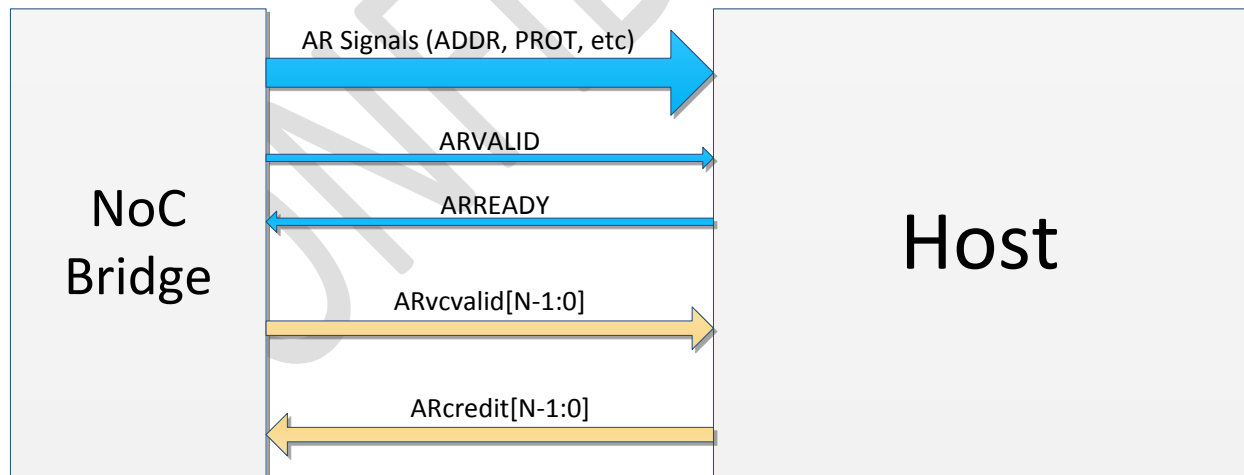 AR Signals (ADDR, PROT, etc)
ARVALID
ARREADY
NoC
Bridge
Host
ARvcvalid[N-1:0]
ARcredit[N-1:0]